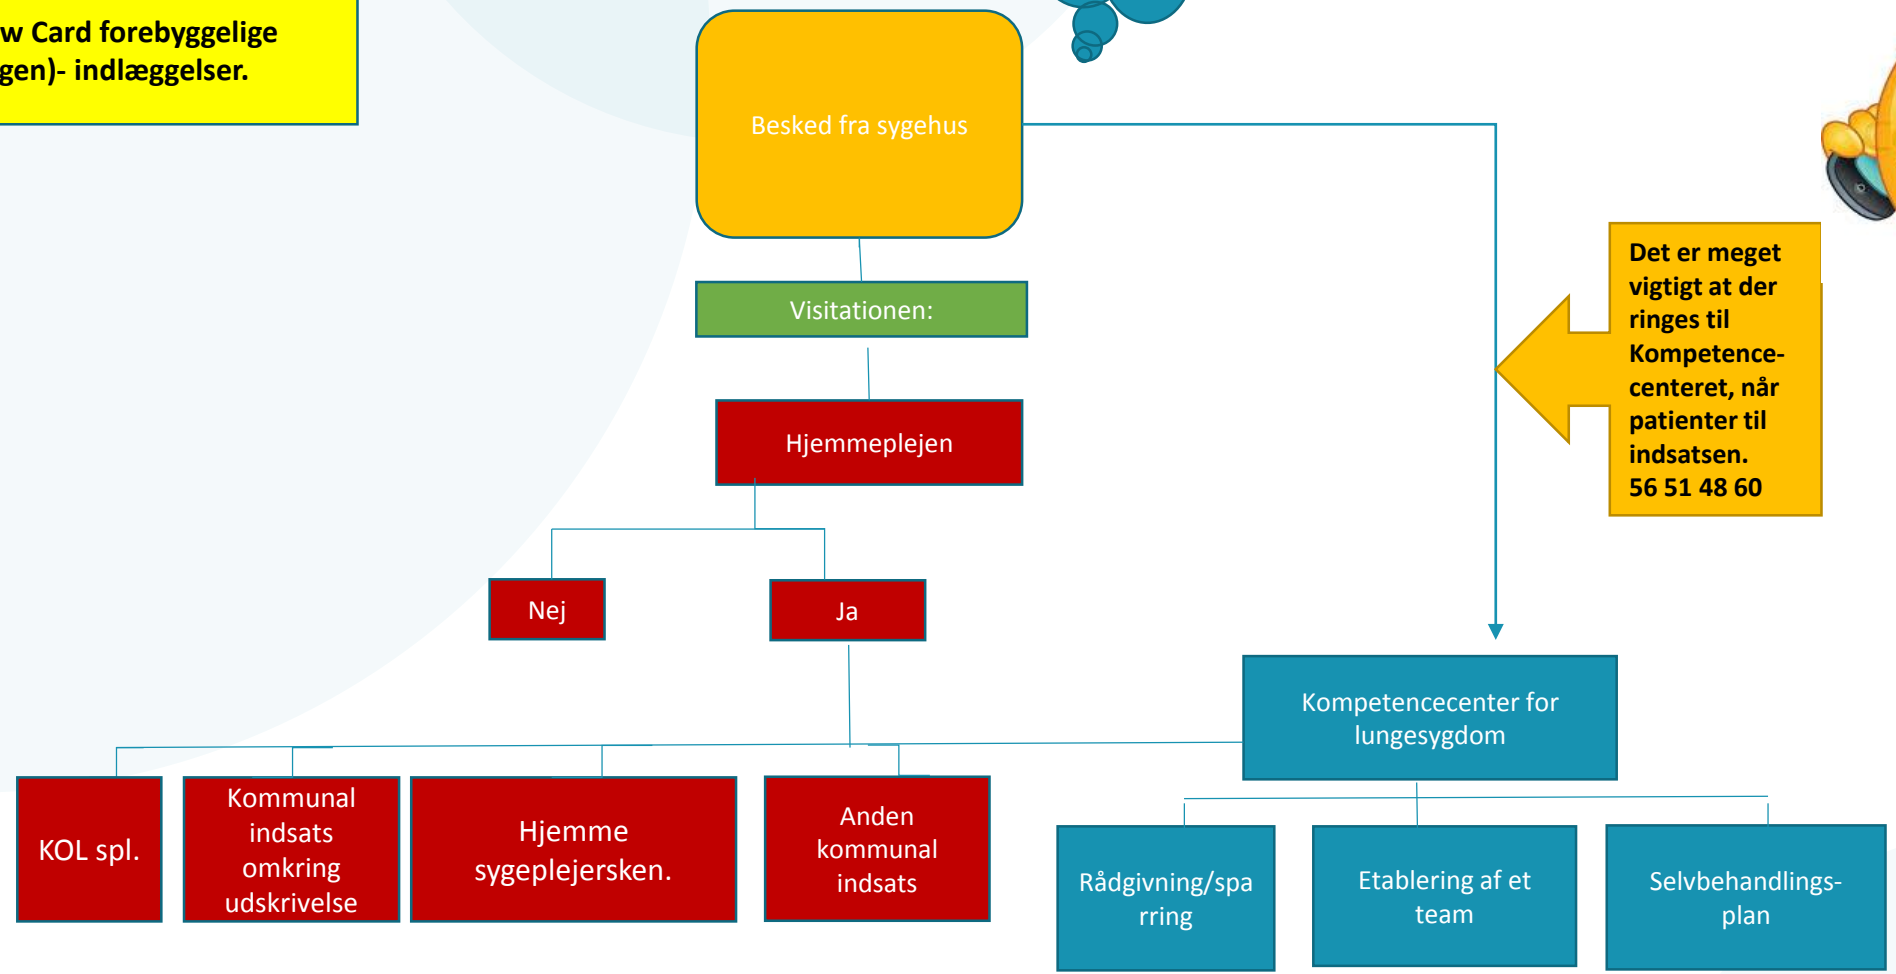 w Card forebyggelige
gen)- indlæggelser.
Besked fra sygehus
Visitationen:
Hjemmeplejen
Det er meget
vigtigt at der
ringes til
Kompetence-
centeret, når
patienter til
indsatsen.
56 51 48 60
Nej
Ja
Kompetencecenter for
lungesygdom
KOL spl.
Kommunal
indsats
omkring
udskrivelse
Hjemme
sygeplejersken.
Anden
kommunal
indsats
Rådgivning/spa
rring
Etablering af et
team
Selvbehandlings-
plan